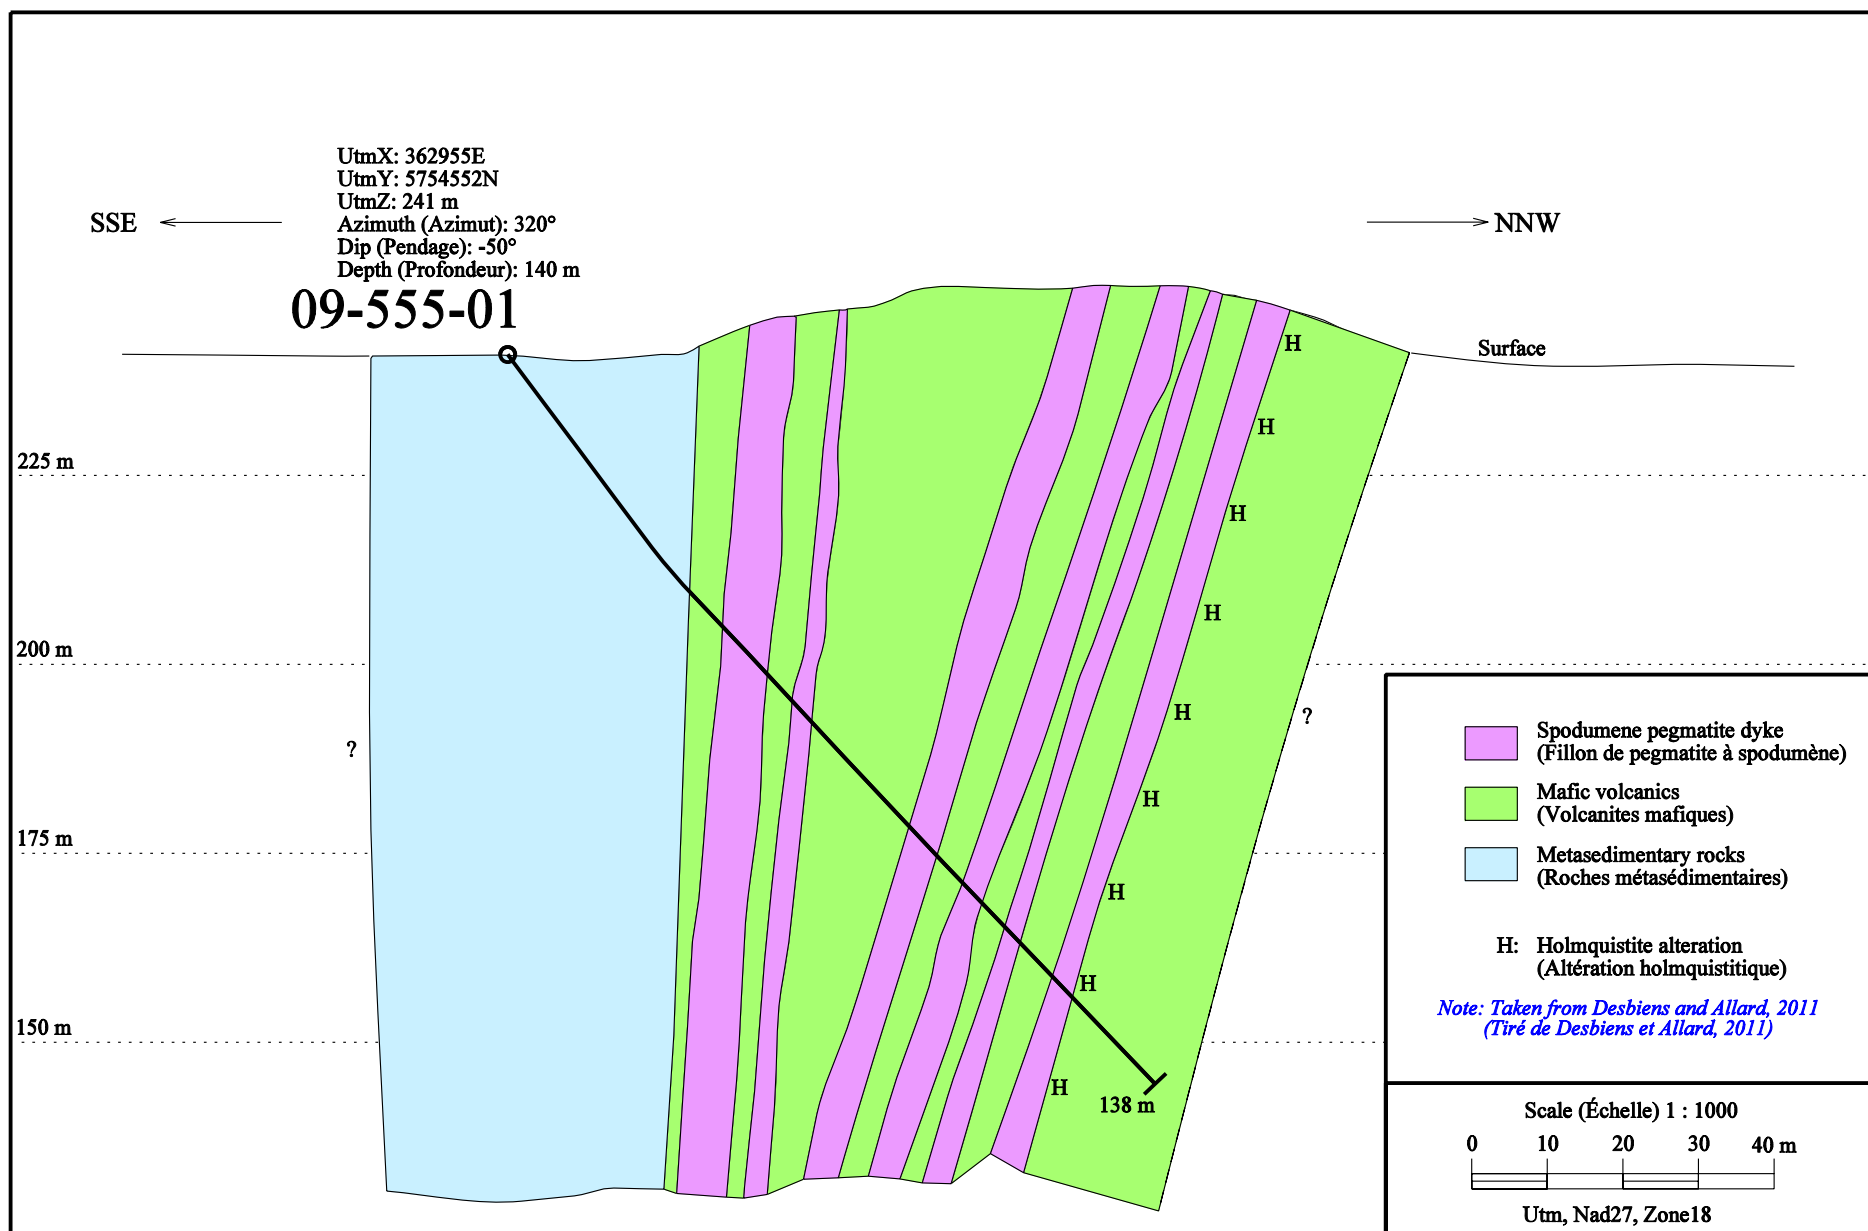 UtmX: 362955E
UtmY: 5754552N
UtmZ: 241 m
Azimuth (Azimut): 320°
Dip (Pendage): -50°
Depth (Profondeur): 140 m
SSE
NNW
09-555-01
Surface
H
H
225 m
H
H
200 m
H
?
?
H
175 m
H
H
150 m
H
138 m
Spodumene pegmatite dyke
(Fillon de pegmatite à spodumène)
Mafic volcanics
(Volcanites mafiques)
Metasedimentary rocks
(Roches métasédimentaires)
H: Holmquistite alteration
(Altération holmquistitique)
Note: Taken from Desbiens and Allard, 2011
(Tiré de Desbiens et Allard, 2011)
Scale (Échelle) 1 : 1000
0 10 20 30 40 m
Utm, Nad27, Zone18